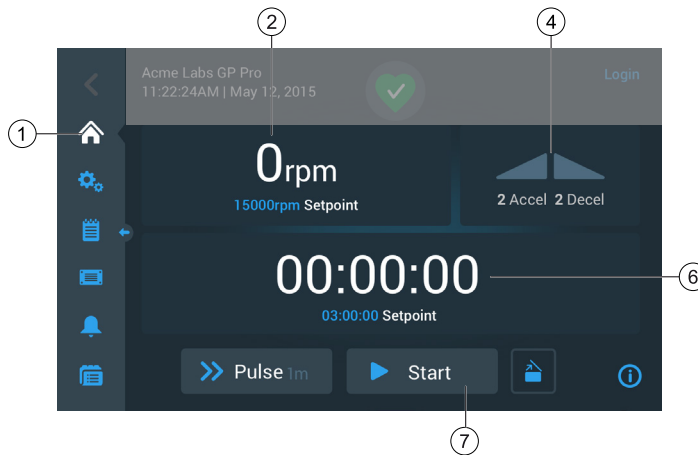 2
4
Acme Labs GP Pro
Login
11:22:24AM | May 12, 2015
1
0rpm
15000rpm Setpoint
2 Accel 2 Decel
00:00:00
6
03:00:00 Setpoint
Pulse 1m
Start
7